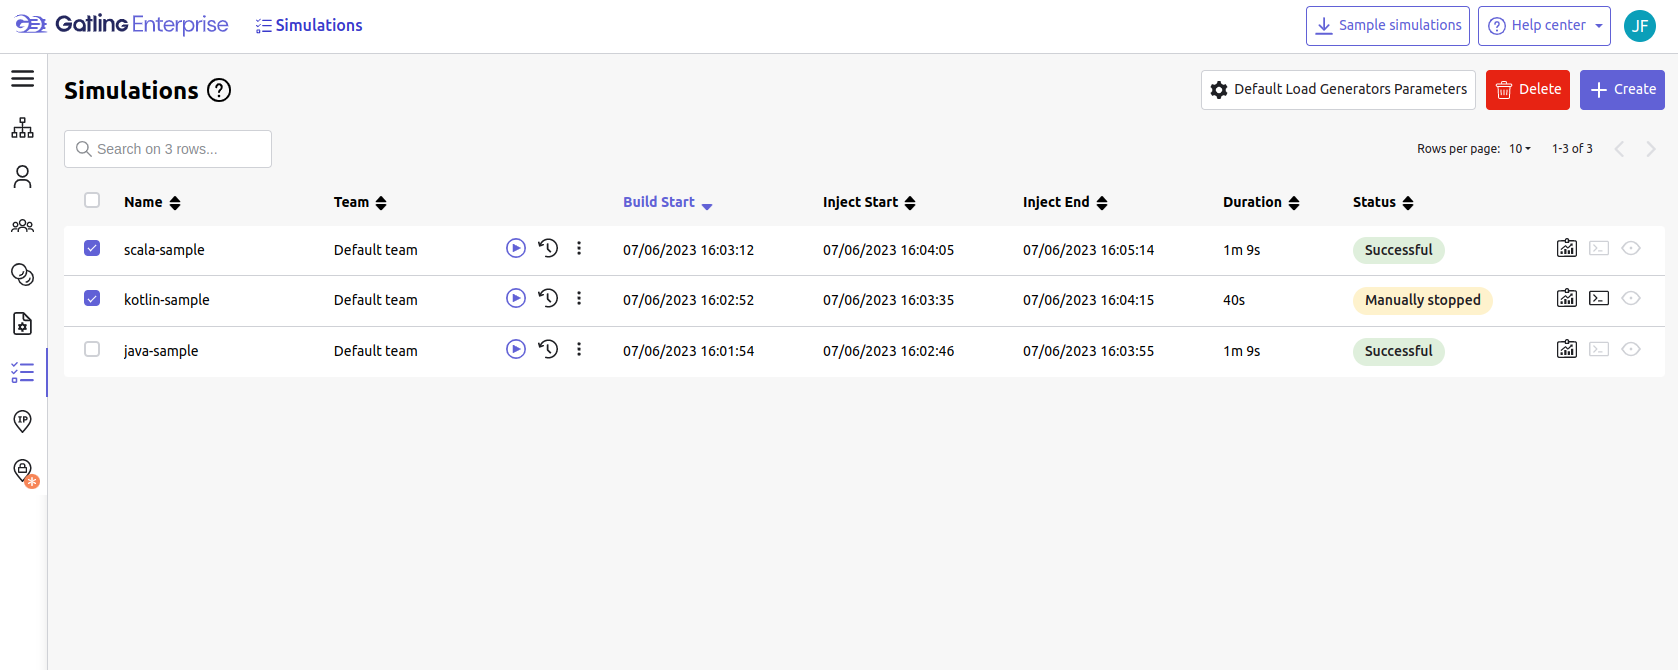 Gatling Enterprise
Simulations
Sample simulations
Help center
JF
Simulations ?
Default Load Generators Parameters
Delete
Create
Search on 3 rows...
Rows per page: 10
1-3 of 3
Name Team Build Start Inject Start Inject End Duration Status
scala-sample Default team 07/06/2023 16:03:12 07/06/2023 16:04:05 07/06/2023 16:05:14 1m 9s Successful
kotlin-sample Default team 07/06/2023 16:02:52 07/06/2023 16:03:35 07/06/2023 16:04:15 40s Manually stopped
java-sample Default team 07/06/2023 16:01:54 07/06/2023 16:02:46 07/06/2023 16:03:55 1m 9s Successful
IP